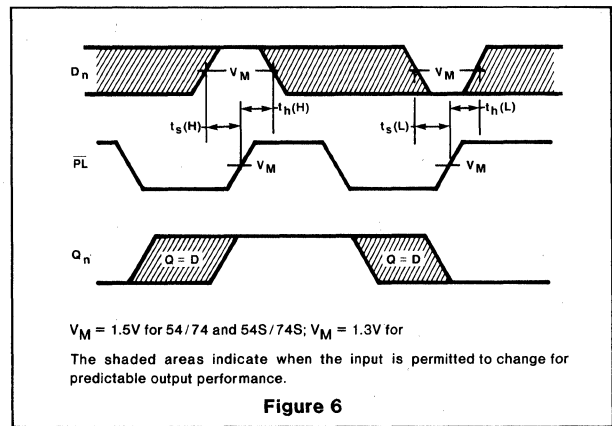 Dn
VM
VM
th(H)
th(L)
ts(H)
ts(L)
PL
VM
VM
Qn
Q = D
Q = D
VM = 1.5V for 54/74 and 54S/74S; VM = 1.3V for
The shaded areas indicate when the input is permitted to change for
predictable output performance.
Figure 6